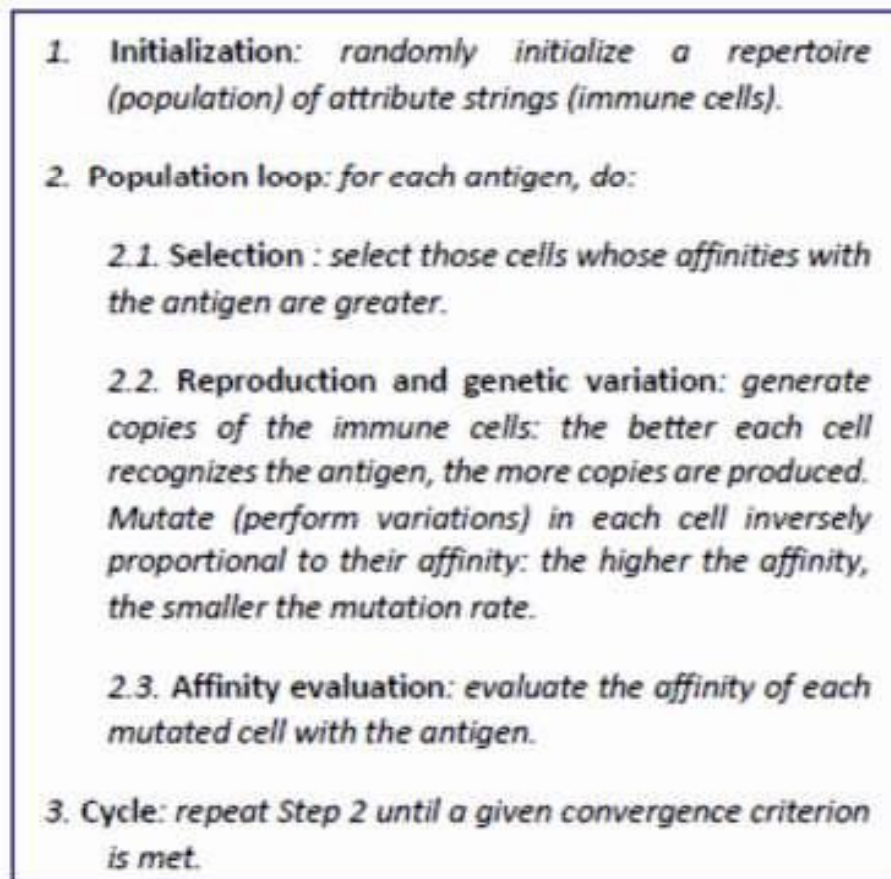 1. Initialization: randomly initialize a repertoire
(population) of attribute strings (immune cells).
2. Population loop: for each antigen, do:
2.1. Selection : select those cells whose affinities with
the antigen are greater.
2.2. Reproduction and genetic variation: generate
copies of the immune cells: the better each cell
recognizes the antigen, the more copies are produced.
Mutate (perform variations) in each cell inversely
proportional to their affinity: the higher the affinity,
the smaller the mutation rate.
2.3. Affinity evaluation: evaluate the affinity of each
mutated cell with the antigen.
3. Cycle: repeat Step 2 until a given convergence criterion
is met.